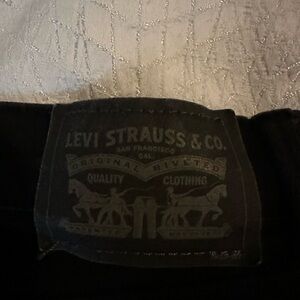 LEVI STRAUSS & CO.
SAN FRANCISCO
CAL.
ORIGINAL RIVETED
QUALITY CLOTHING